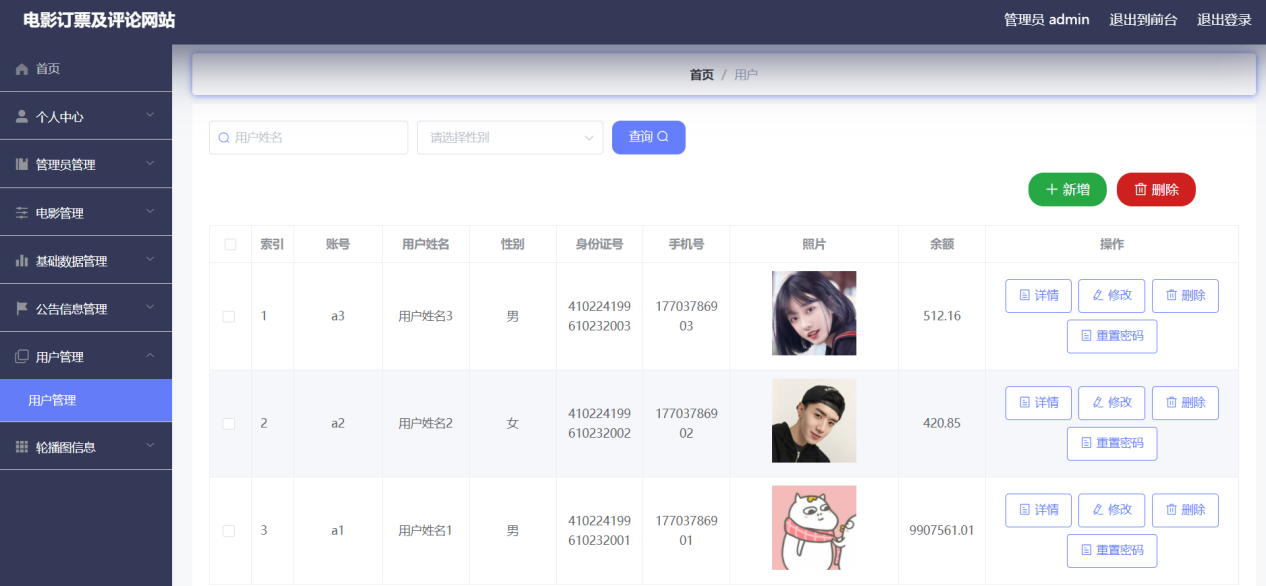 电影订票及评论网站
管理员 admin 退出到前台 退出登录
首页
个人中心
管理员管理
电影管理
基础数据管理
公告信息管理
用户管理
用户管理
轮播图信息
首页 / 用户
用户姓名 请选择性别 查询
新增 删除
索引 账号 用户姓名 性别 身份证号 手机号 照片 余额 操作
1 a3 用户姓名3 男 410224199 177037869 512.16 详情 修改 删除
610232003 03 重置密码
2 a2 用户姓名2 女 410224199 177037869 420.85 详情 修改 删除
610232002 02 重置密码
3 a1 用户姓名1 男 410224199 177037869 9907561.01 详情 修改 删除
610232001 01 重置密码